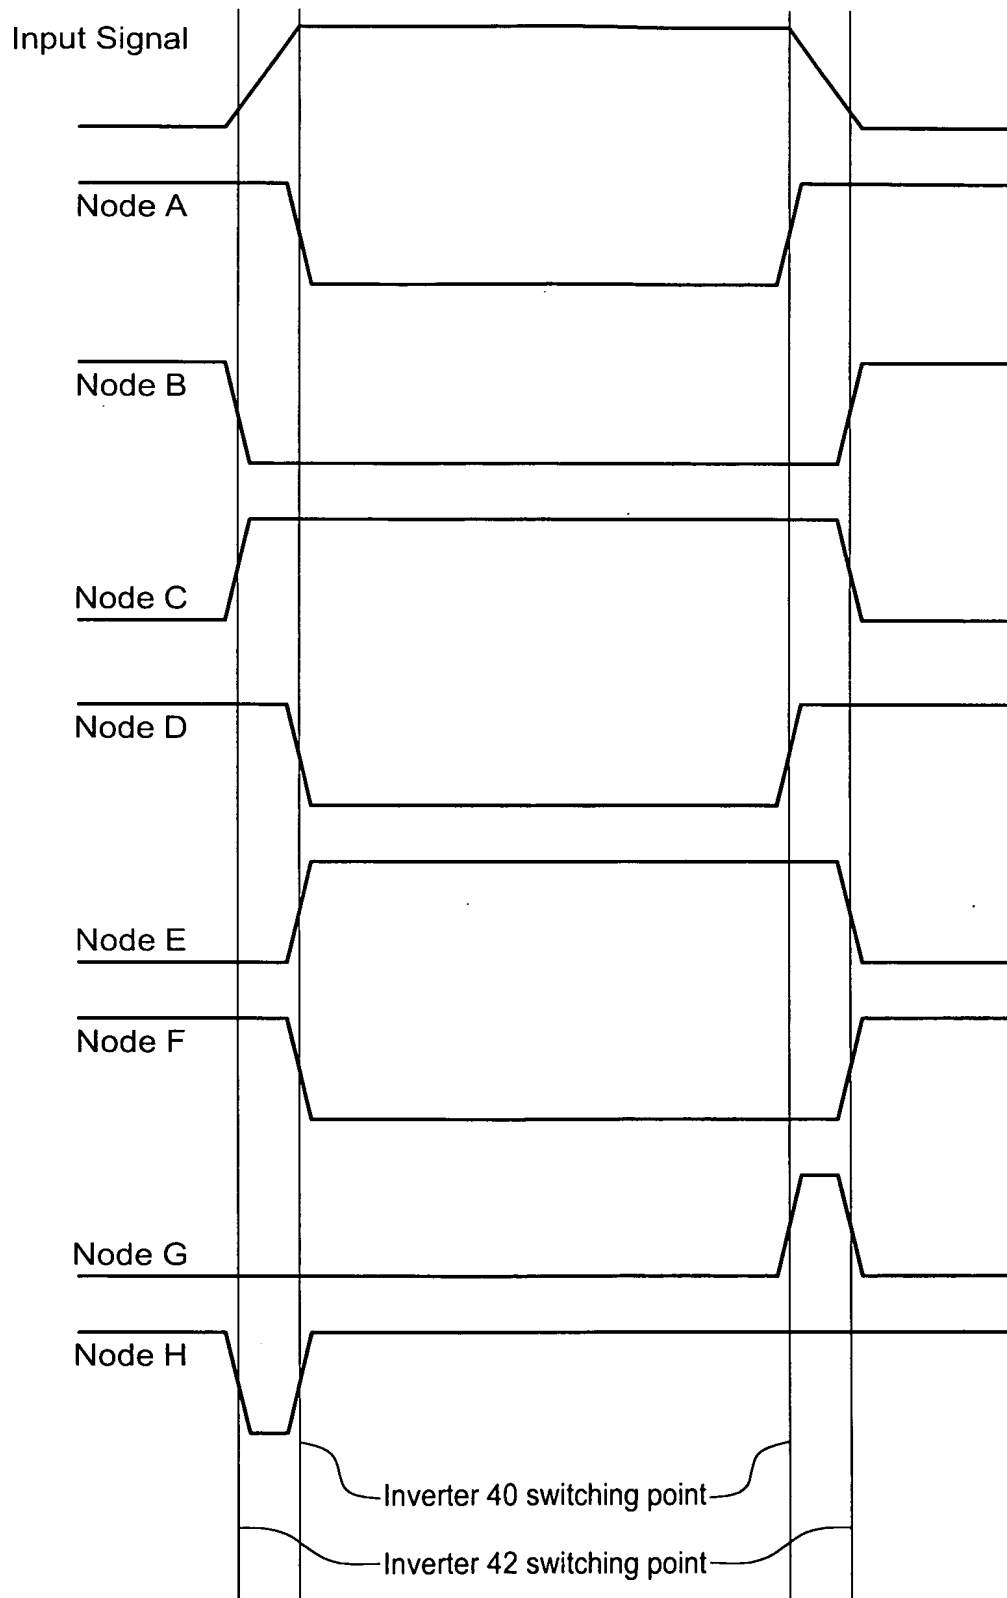 Input Signal
Node A
Node B
Node C
Node D
Node E
Node F
Node G
Node H
Inverter 40 switching point
Inverter 42 switching point